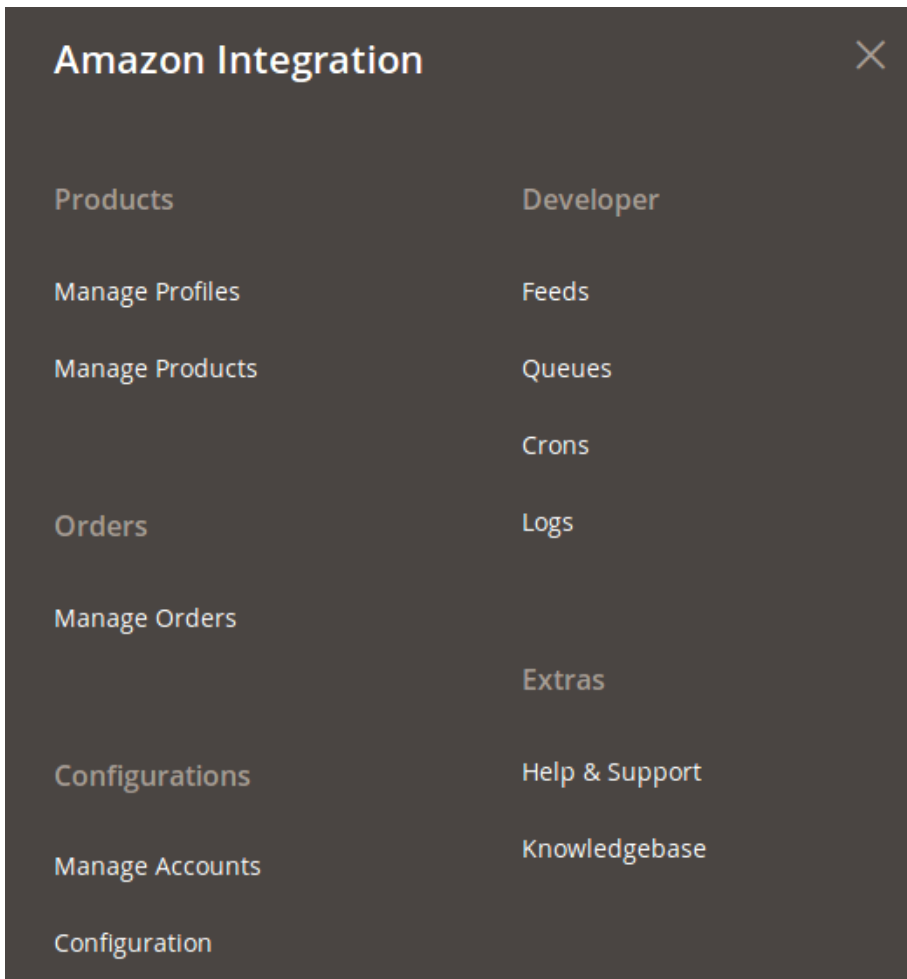 Amazon Integration
Products
Manage Profiles
Manage Products
Orders
Manage Orders
Configurations
Manage Accounts
Configuration
Developer
Feeds
Queues
Crons
Logs
Extras
Help & Support
Knowledgebase